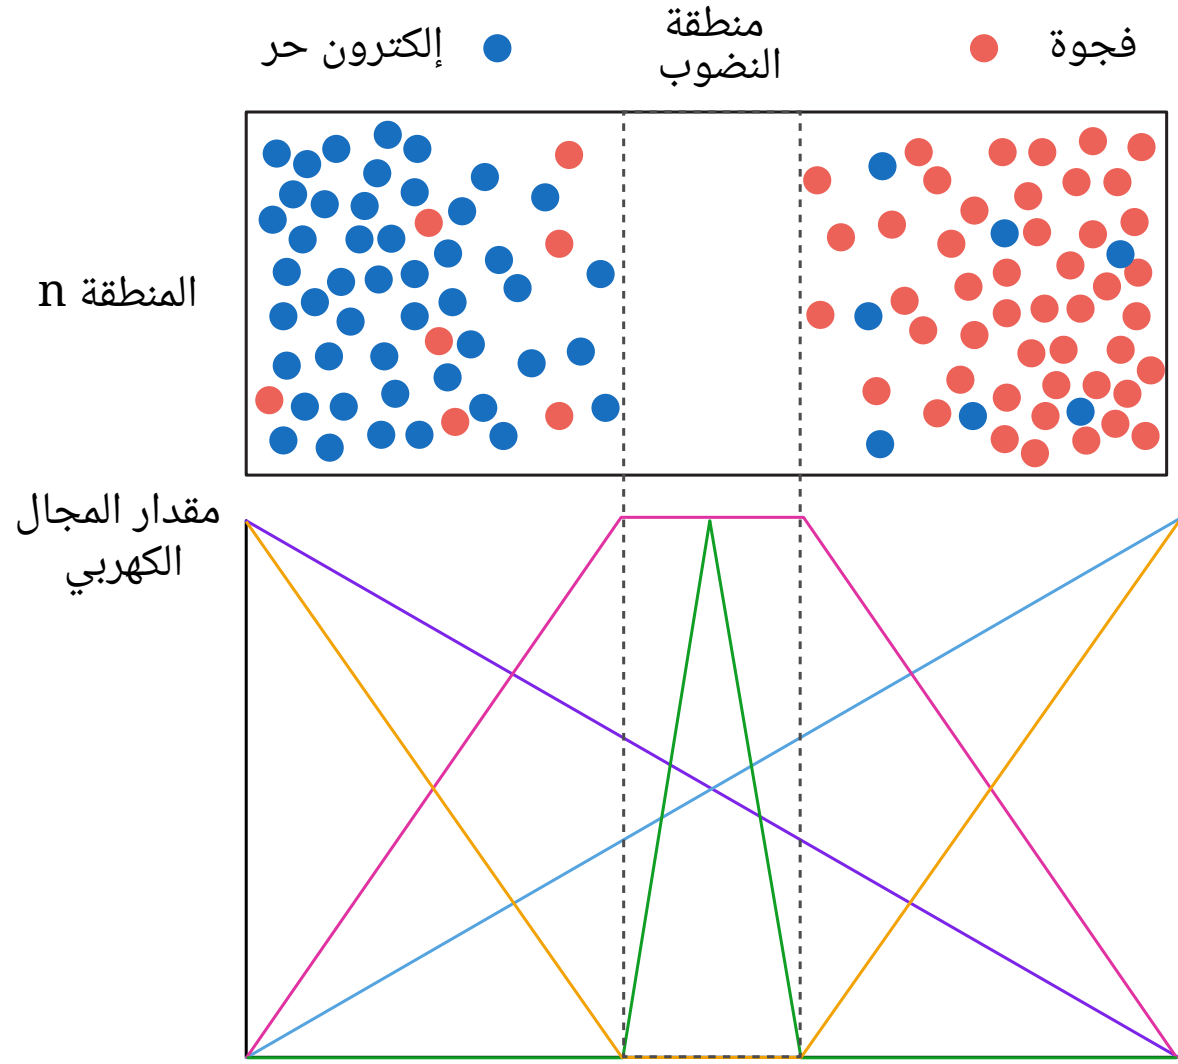 فجوة
منطقة
النضوب
إلكترون حر
المنطقة n
مقدار المجال
الكهربي